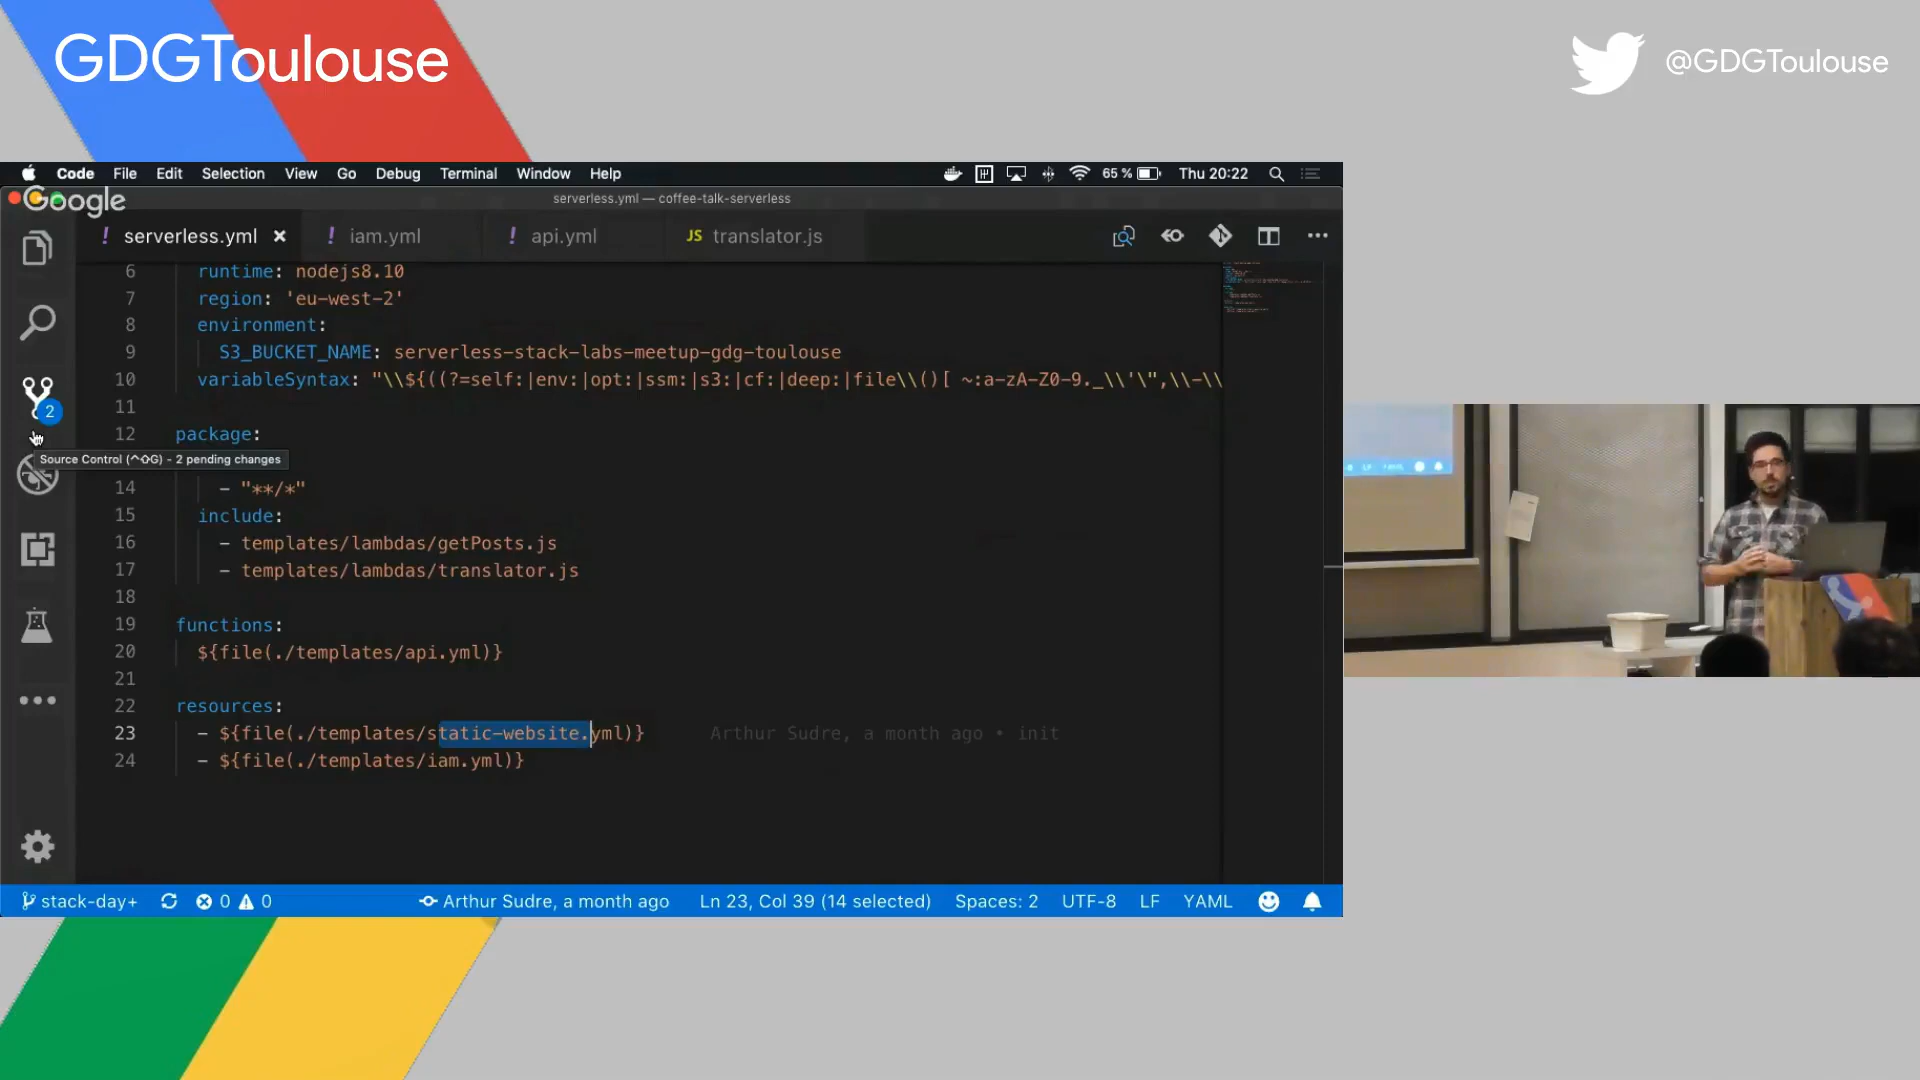 GDGToulouse
@GDGToulouse
Code File Edit Selection View Go Debug Terminal Window Help 65 % Thu 20:22
Google
serverless.yml — coffee-talk-serverless
! serverless.yml × ! iam.yml ! api.yml JS translator.js
6 runtime: nodejs8.10
7 region: 'eu-west-2'
8 environment:
9 S3_BUCKET_NAME: serverless-stack-labs-meetup-gdg-toulouse
10 variableSyntax: "\\${((?=self:|env:|opt:|ssm:|s3:|cf:|deep:|file\\()[ ~:a-zA-Z0-9._\\'\",\\-\\
11
2
12 package:
Source Control (^⇧G) - 2 pending changes
14 - "**/*"
15 include:
16 - templates/lambdas/getPosts.js
17 - templates/lambdas/translator.js
18
19 functions:
20 ${file(./templates/api.yml)}
21
22 resources:
23 - ${file(./templates/static-website.yml)} Arthur Sudre, a month ago • init
24 - ${file(./templates/iam.yml)}
stack-day+ 0 0 Arthur Sudre, a month ago Ln 23, Col 39 (14 selected) Spaces: 2 UTF-8 LF YAML